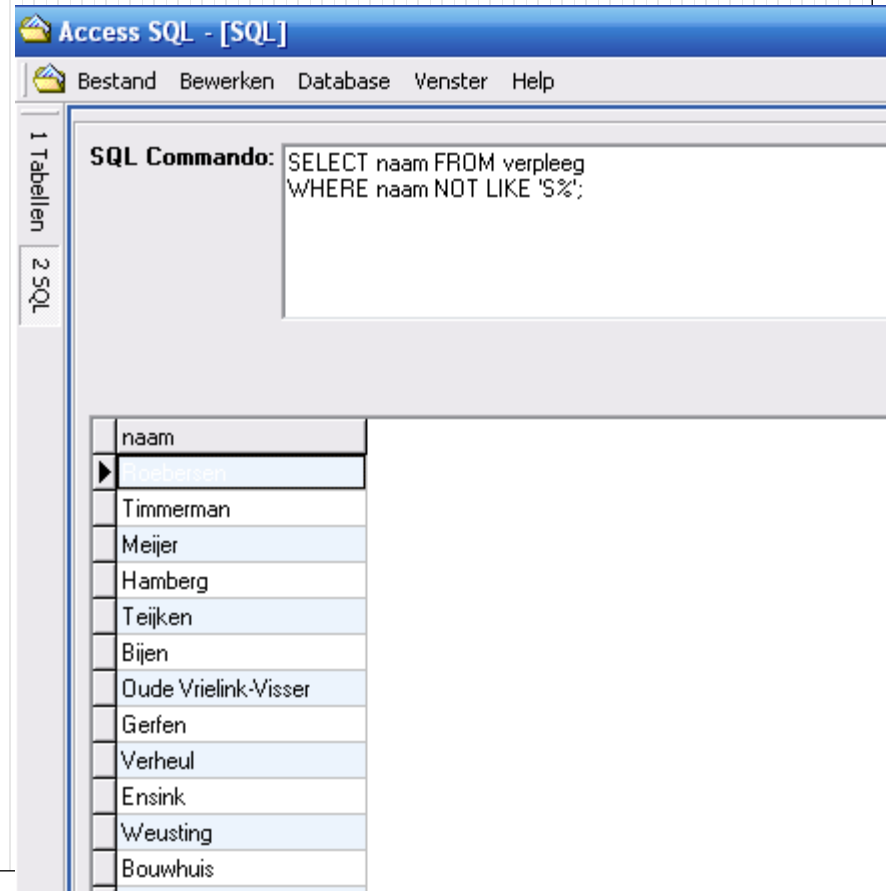 Access SQL - [SQL]
Bestand Bewerken Database Venster Help
1 Tabellen
2 SQL
SQL Commando:
SELECT naam FROM verpleeg
WHERE naam NOT LIKE 'S%';
naam
Roebersen
Timmerman
Meijer
Hamberg
Teijken
Bijen
Oude Vrielink-Visser
Gerfen
Verheul
Ensink
Weusting
Bouwhuis